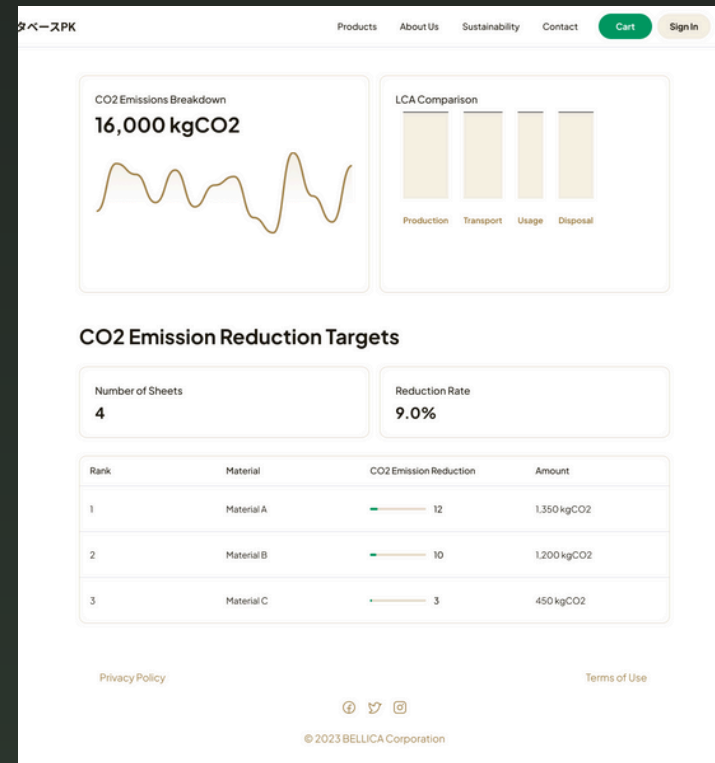 タベースPK Products About Us Sustainability Contact Cart Sign In
CO2 Emissions Breakdown
16,000 kgCO2
LCA Comparison
Production Transport Usage Disposal
CO2 Emission Reduction Targets
Number of Sheets
4
Reduction Rate
9.0%
Rank Material CO2 Emission Reduction Amount
1 Material A 12 1,350 kgCO2
2 Material B 10 1,200 kgCO2
3 Material C 3 450 kgCO2
Privacy Policy Terms of Use
© 2023 BELLICA Corporation